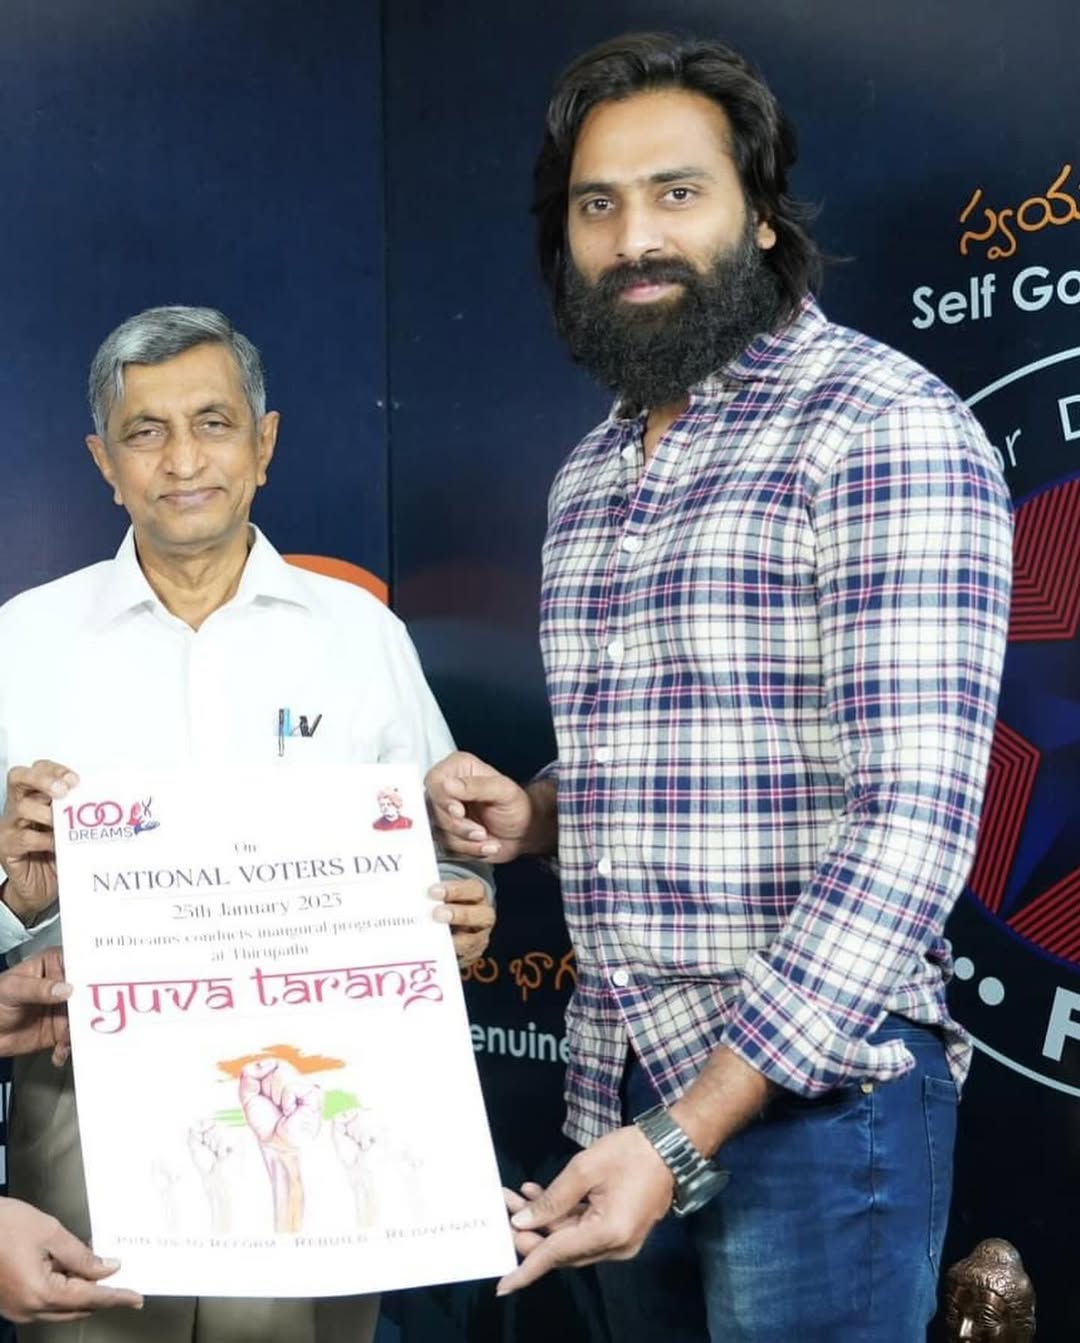 స్వయ
Self Go
or D
100
DREAMS
On
NATIONAL VOTERS DAY
25th January 2023
100Dreams conducts inaugural programme
at Thirupathi
yuva tarang
ల భాగ
enuine
F
JOIN US TO REFORM REBUILD REJUVENATE